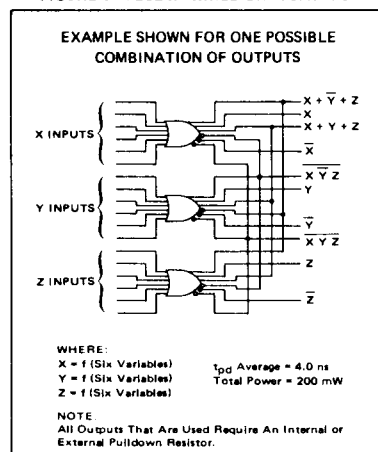 EXAMPLE SHOWN FOR ONE POSSIBLE
COMBINATION OF OUTPUTS
X + Y̅ + Z
X
X INPUTS
X + Y + Z
X̅
X̅ Y̅ Z̅
Y
Y INPUTS
Y̅
X̅ Y̅ Z̅
Z
Z INPUTS
Z̅
WHERE:
X = f (Six Variables)
Y = f (Six Variables)
Z = f (Six Variables)
tpd Average = 4.0 ns
Total Power = 200 mW
NOTE
All Outputs That Are Used Require An Internal or
External Pulldown Resistor.